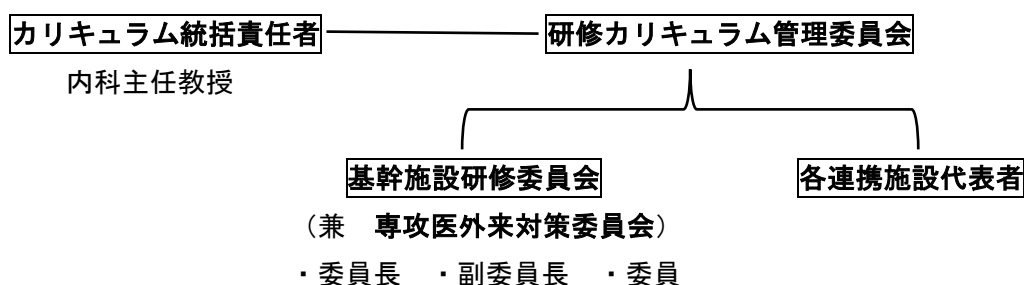 カリキュラム統括責任者 研修カリキュラム管理委員会
内科主任教授
基幹施設研修委員会 各連携施設代表者
（兼　専攻医外来対策委員会）
・委員長　・副委員長　・委員